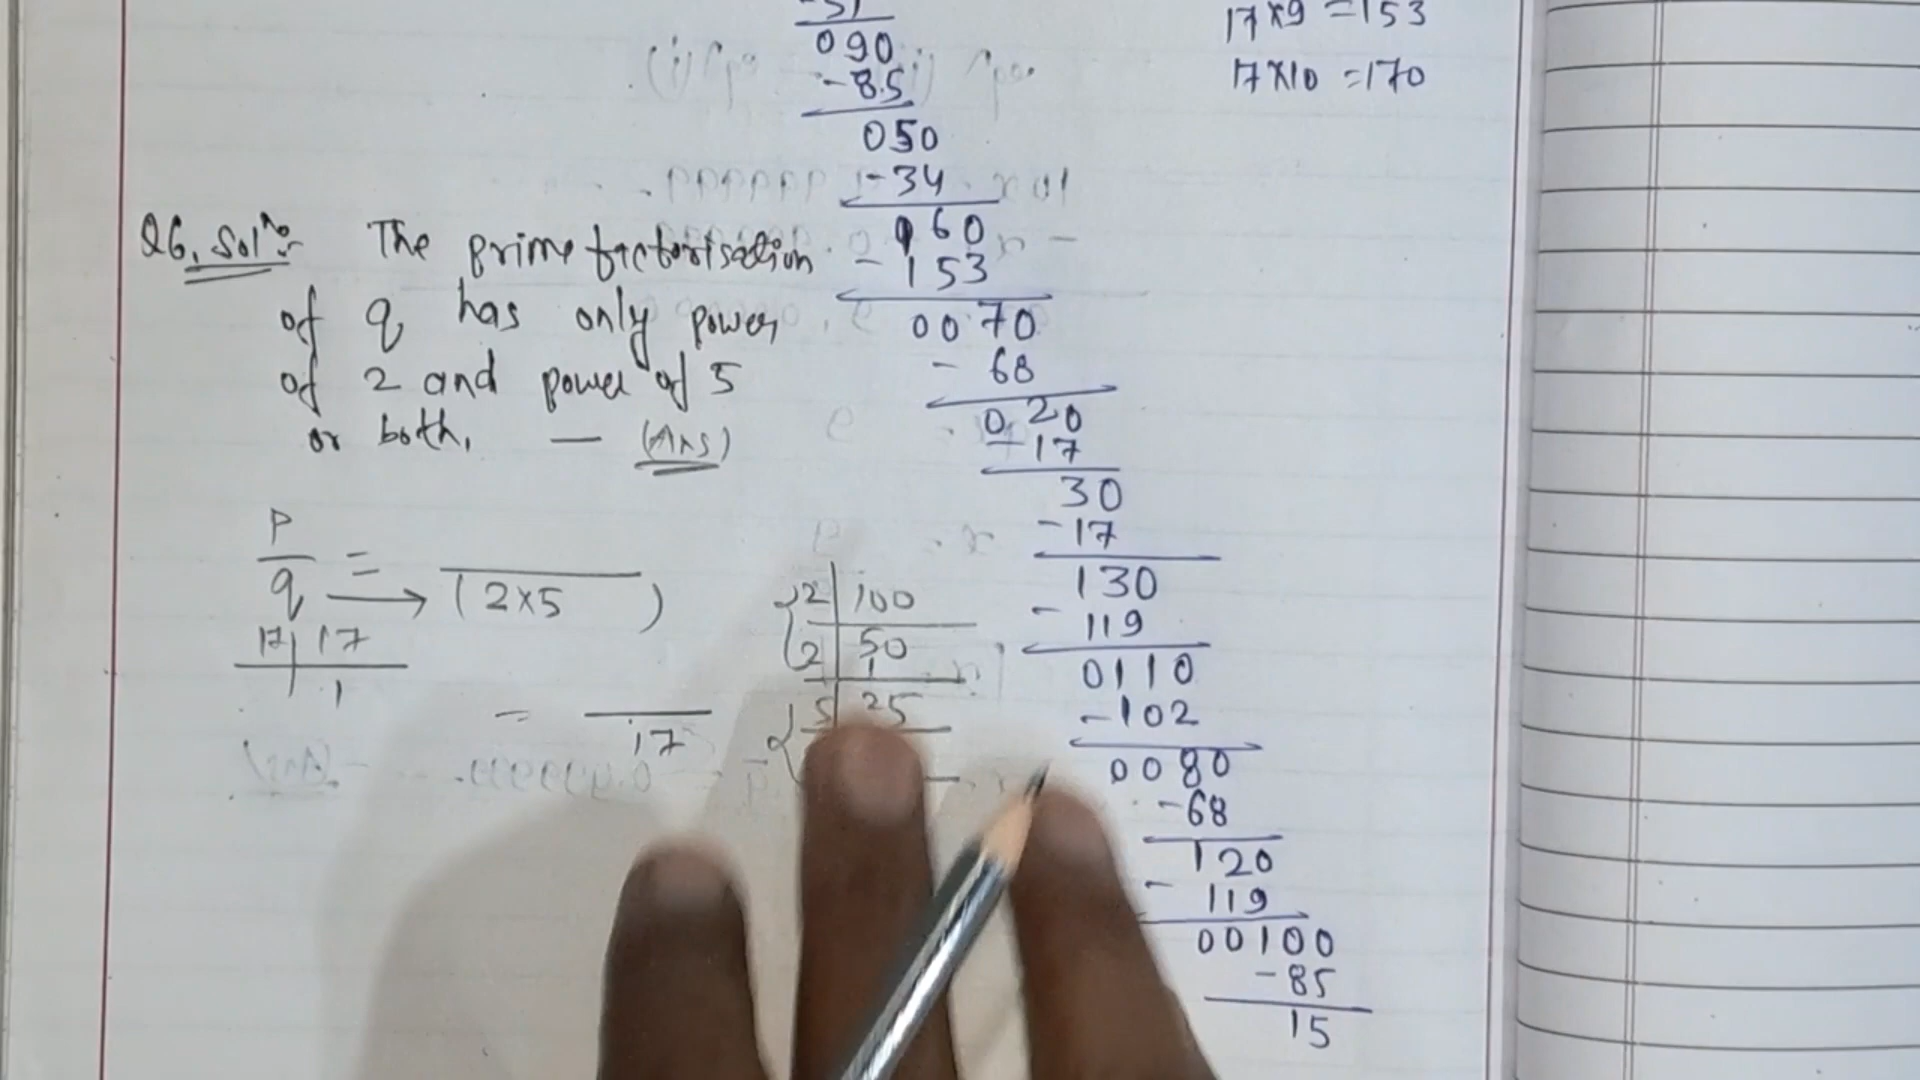 -51
090
-85
050
-34
160
-153
0070
-68
020
-17
30
-17
130
-119
0110
-102
0080
-68
120
-119
00100
-85
15
17×9 =153
17×10 =170
Q6. Soln:- The prime factorisation
of q has only power
of 2 and power of 5
or both. — (Ans)
P
q = → (2×5 )
17 | 17
1
= 17
2 | 100
2 | 50
5 | 25